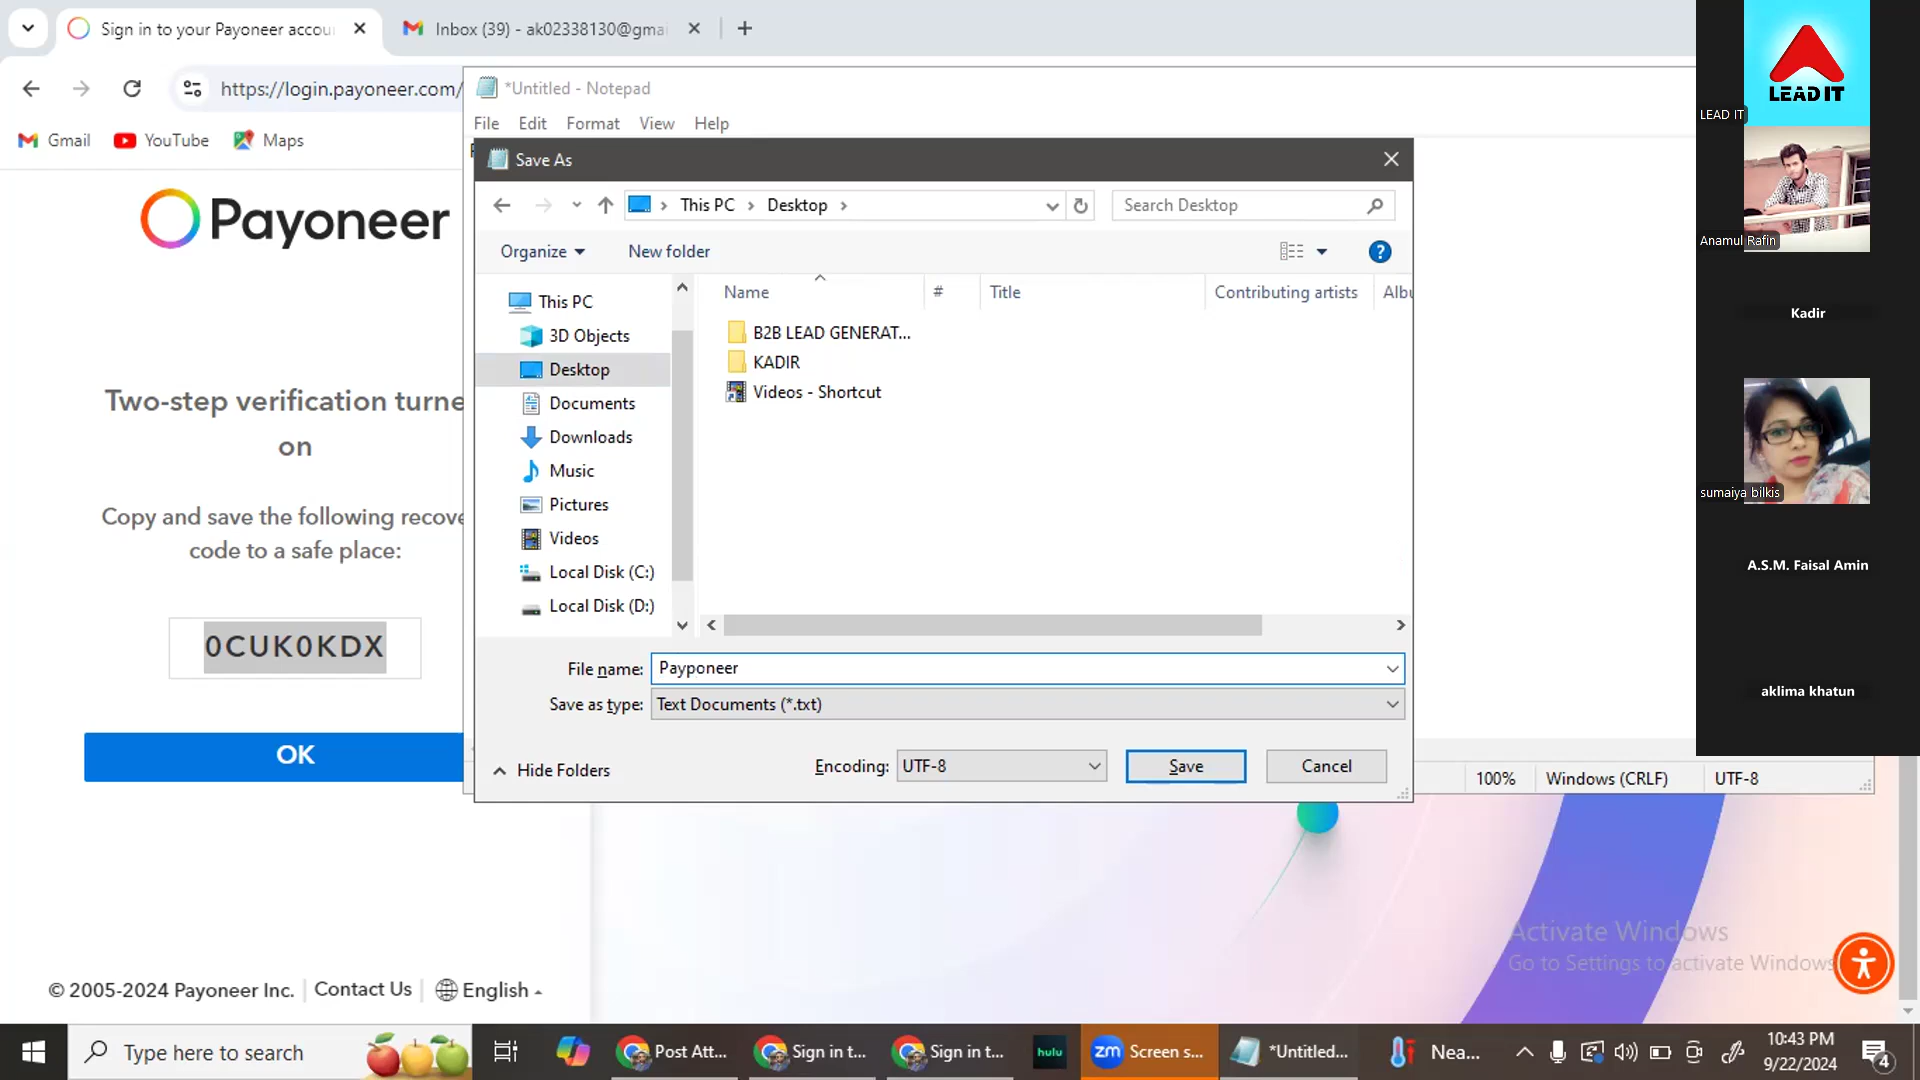 Sign in to your Payoneer accou
Inbox (39) - ak02338130@gmai
https://login.payoneer.com/
Gmail
YouTube
Maps
Payoneer
Two-step verification turne
on
Copy and save the following recove
code to a safe place:
0CUK0KDX
OK
© 2005-2024 Payoneer Inc.
Contact Us
English
*Untitled - Notepad
File
Edit
Format
View
Help
Save As
This PC > Desktop >
Search Desktop
Organize
New folder
This PC
3D Objects
Desktop
Documents
Downloads
Music
Pictures
Videos
Local Disk (C:)
Local Disk (D:)
Name
#
Title
Contributing artists
Albu
B2B LEAD GENERAT...
KADIR
Videos - Shortcut
File name:
Payponeer
Save as type:
Text Documents (*.txt)
Hide Folders
Encoding:
UTF-8
Save
Cancel
100%
Windows (CRLF)
UTF-8
LEAD IT
LEAD IT
Anamul Rafin
Kadir
sumaiya bilkis
A.S.M. Faisal Amin
aklima khatun
Activate Windows
Go to Settings to activate Windows
Type here to search
Post Att...
Sign in t...
Sign in t...
hulu
zm
Screen s...
*Untitled...
Nea...
10:43 PM
9/22/2024
4